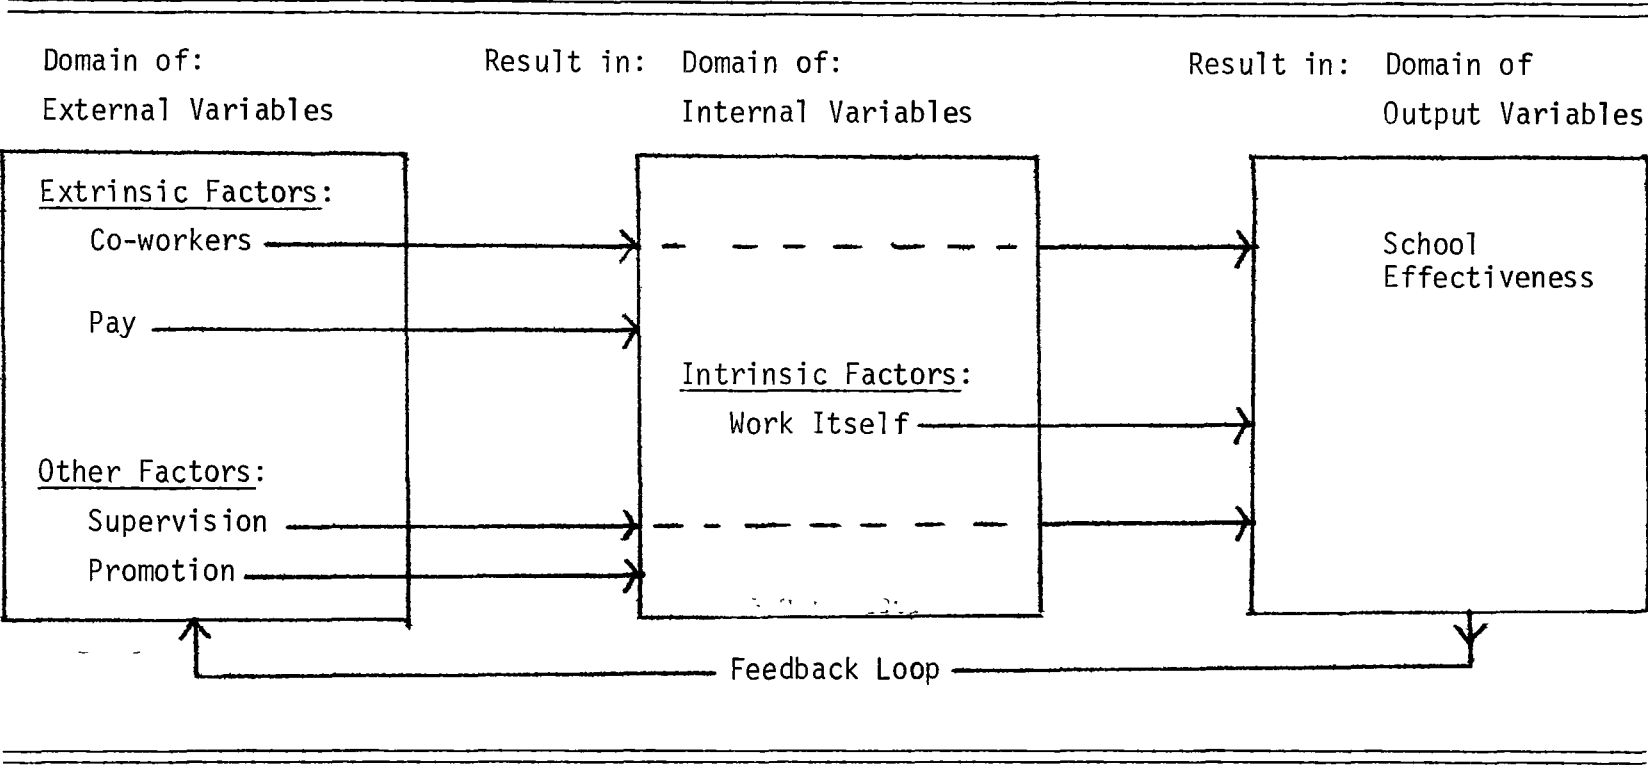 Domain of:
External Variables
Result in:
Domain of:
Internal Variables
Result in:
Domain of
Output Variables
Extrinsic Factors:
Co-workers
Pay
Other Factors:
Supervision
Promotion
Intrinsic Factors:
Work Itself
School
Effectiveness
Feedback Loop